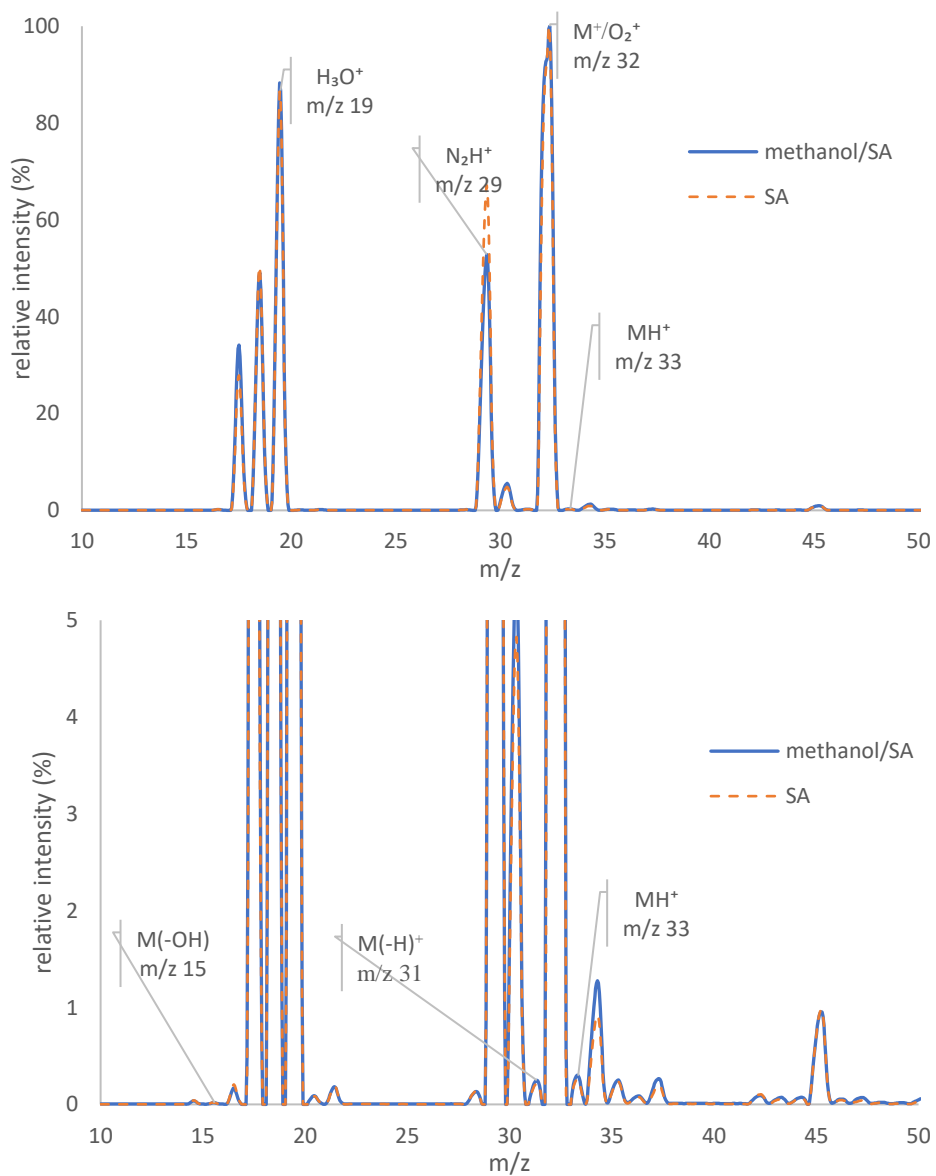 100
80
60
40
20
0
relative intensity (%)
H₃O⁺
m/z 19
N₂H⁺
m/z 29
M⁺/O₂⁺
m/z 32
MH⁺
m/z 33
methanol/SA
SA
10 15 20 25 30 35 40 45 50
m/z
5
4
3
2
1
0
relative intensity (%)
M(-OH)
m/z 15
M(-H)⁺
m/z 31
MH⁺
m/z 33
methanol/SA
SA
10 15 20 25 30 35 40 45 50
m/z